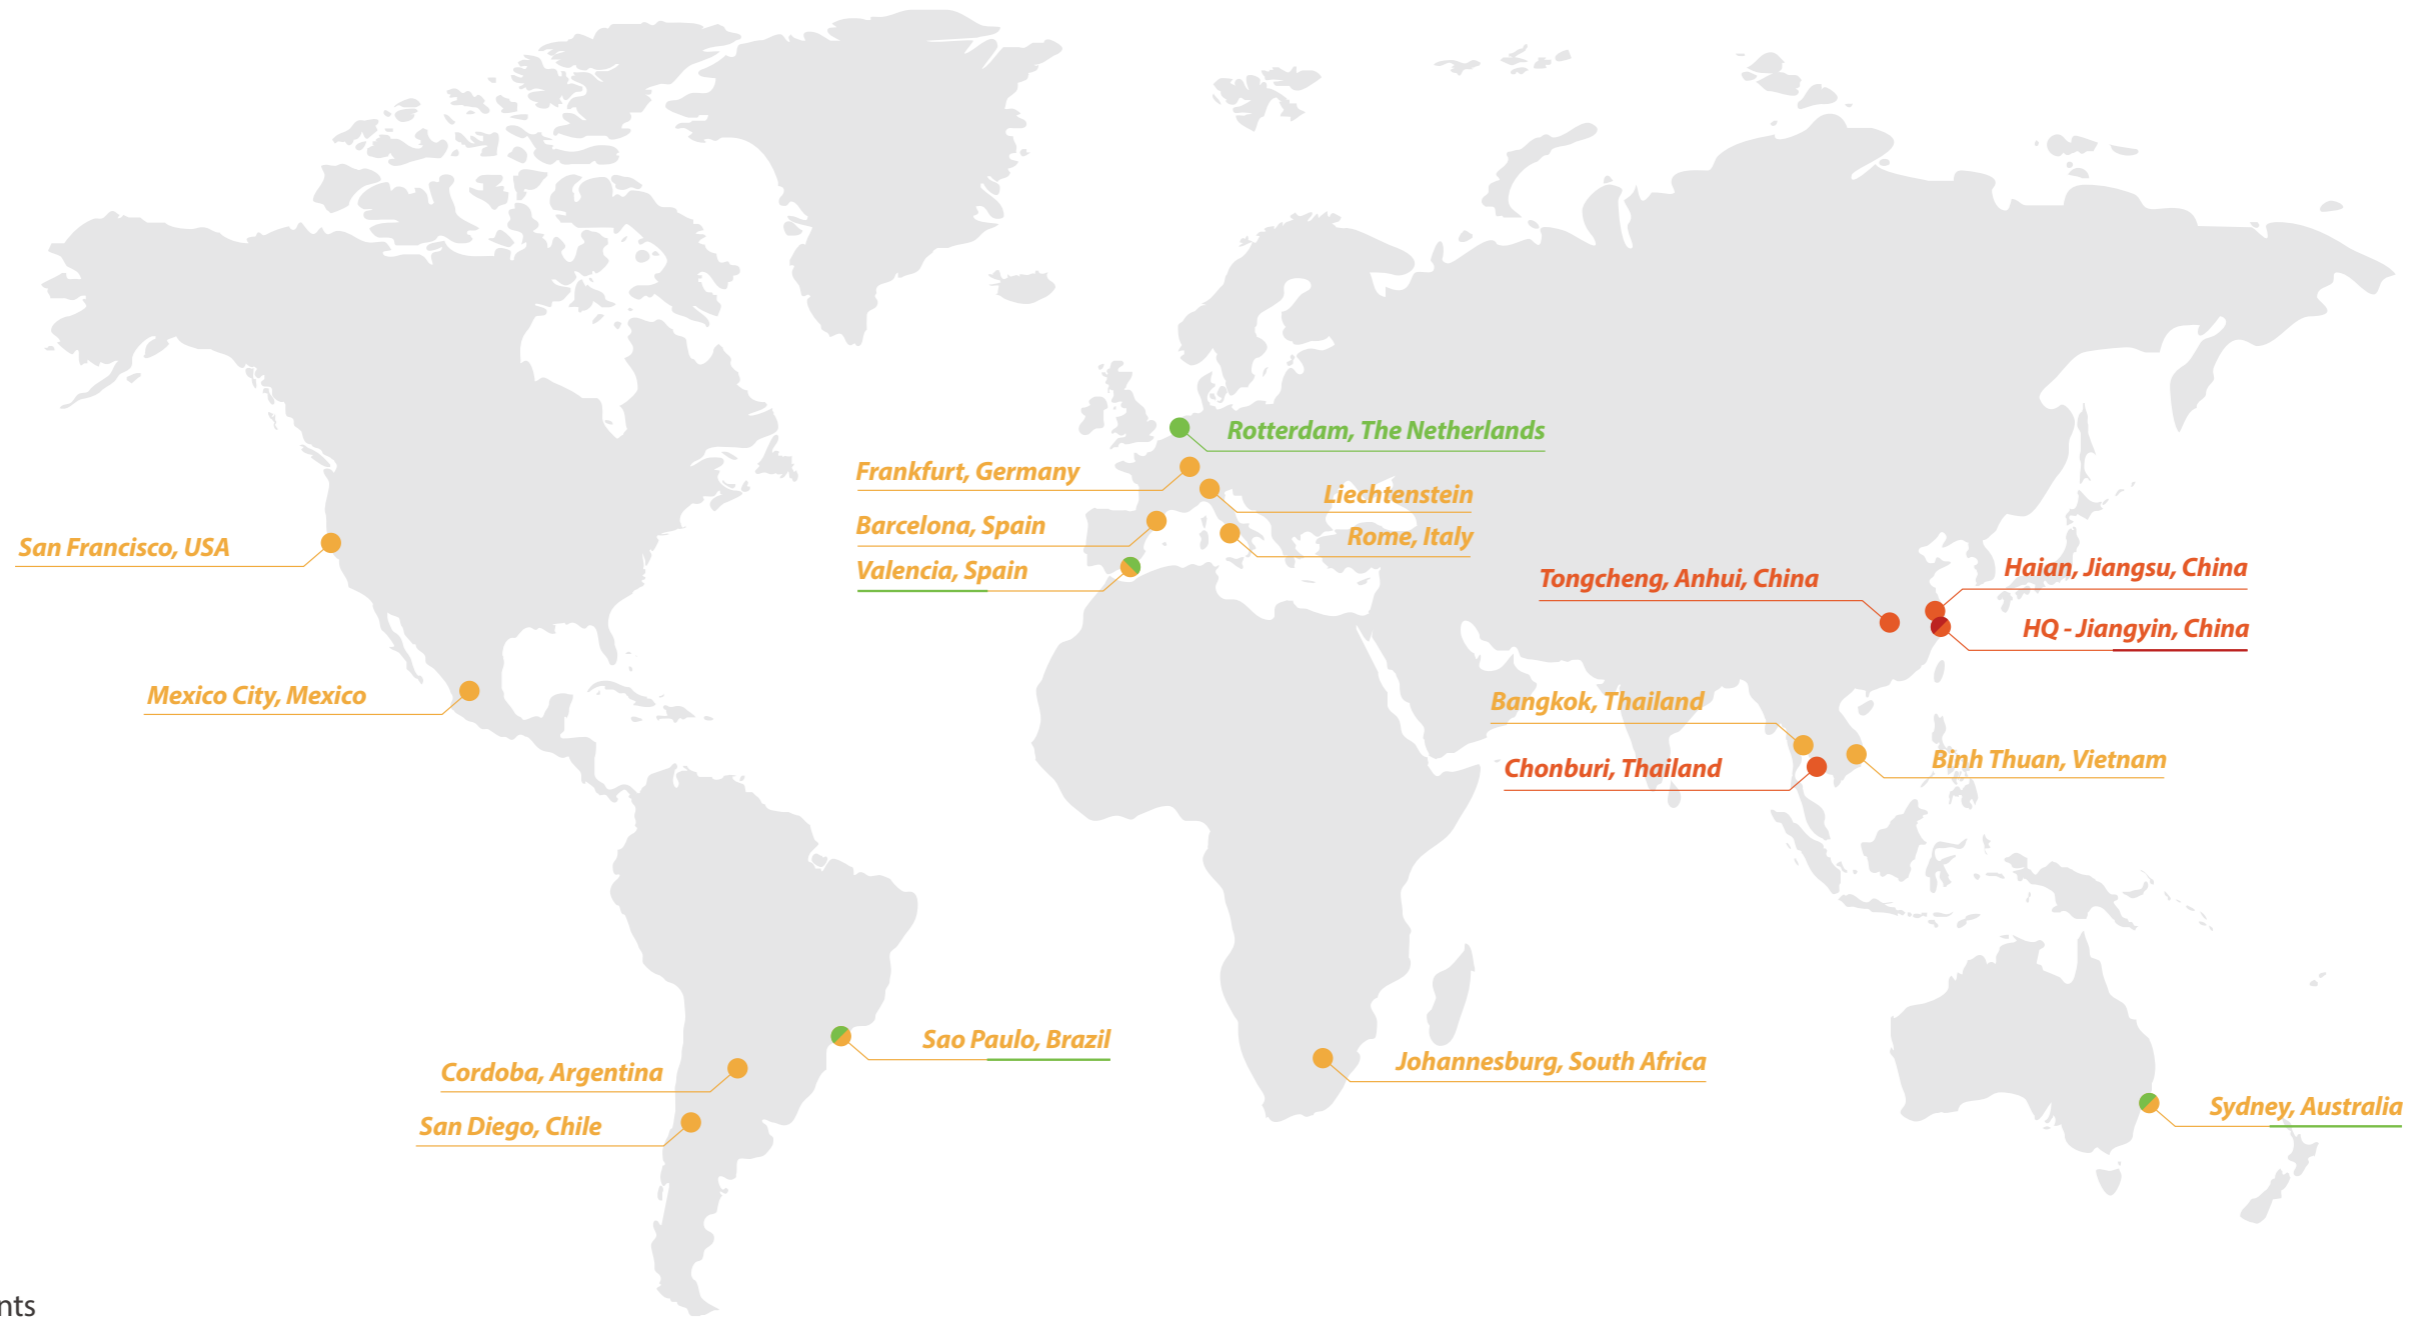 Rotterdam, The Netherlands
Frankfurt, Germany
Liechtenstein
Barcelona, Spain
Rome, Italy
San Francisco, USA
Valencia, Spain
Tongcheng, Anhui, China
Haian, Jiangsu, China
HQ - Jiangyin, China
Mexico City, Mexico
Bangkok, Thailand
Binh Thuan, Vietnam
Chonburi, Thailand
Sao Paulo, Brazil
Johannesburg, South Africa
Cordoba, Argentina
Sydney, Australia
San Diego, Chile
nts